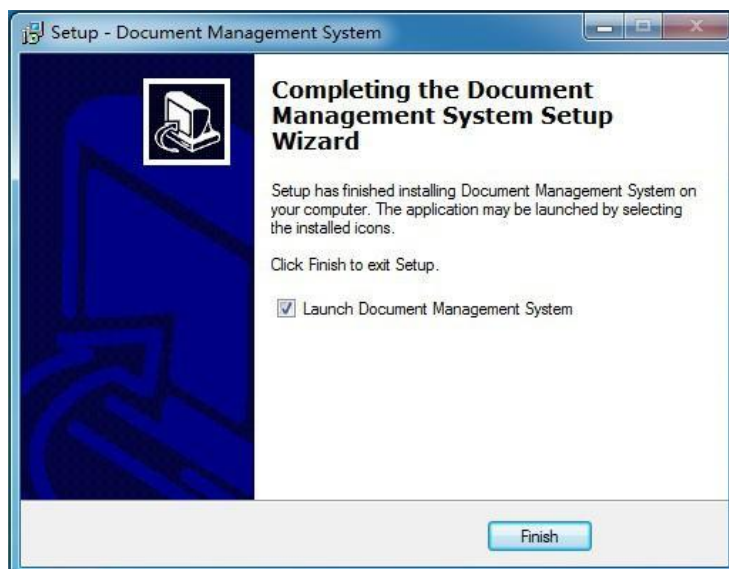 Setup - Document Management System
Completing the Document
Management System Setup
Wizard
Setup has finished installing Document Management System on
your computer. The application may be launched by selecting
the installed icons.
Click Finish to exit Setup.
Launch Document Management System
Finish